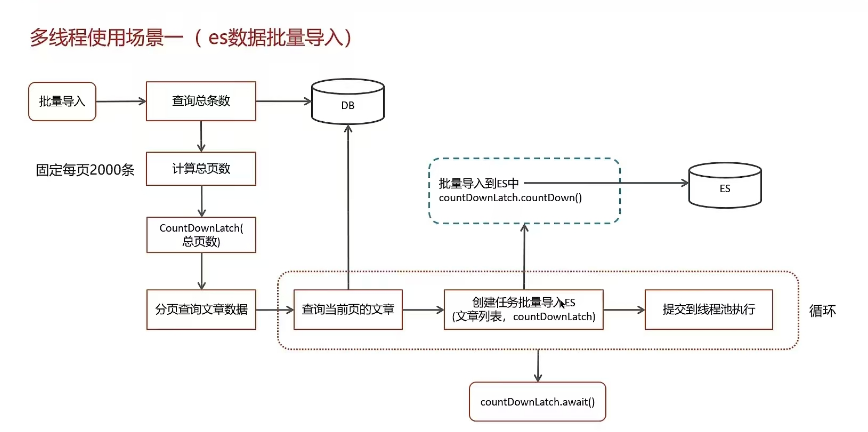 多线程使用场景一（ es数据批量导入）
批量导入
查询总条数
DB
固定每页2000条
计算总页数
批量导入到ES中
countDownLatch.countDown()
ES
CountDownLatch(
总页数)
分页查询文章数据
查询当前页的文章
创建任务批量导入ES
(文章列表，countDownLatch)
提交到线程池执行
循环
countDownLatch.await()